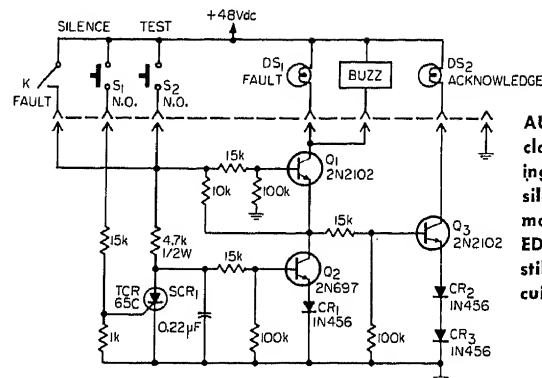 +48Vdc
SILENCE
TEST
K
FAULT
S1
N.O.
S2
N.O.
DS1
FAULT
BUZZ
DS2
ACKNOWLEDGE
15k
10k
100k
Q1
2N2102
15k
4.7k
1/2W
15k
15k
Q3
2N2102
Q2
2N697
TCR
65C
SCR1
0.22μF
CR1
1N456
CR2
1N456
CR3
1N456
1k
100k
100k
AU
clo
ing
sil
mo
ED
stil
cui